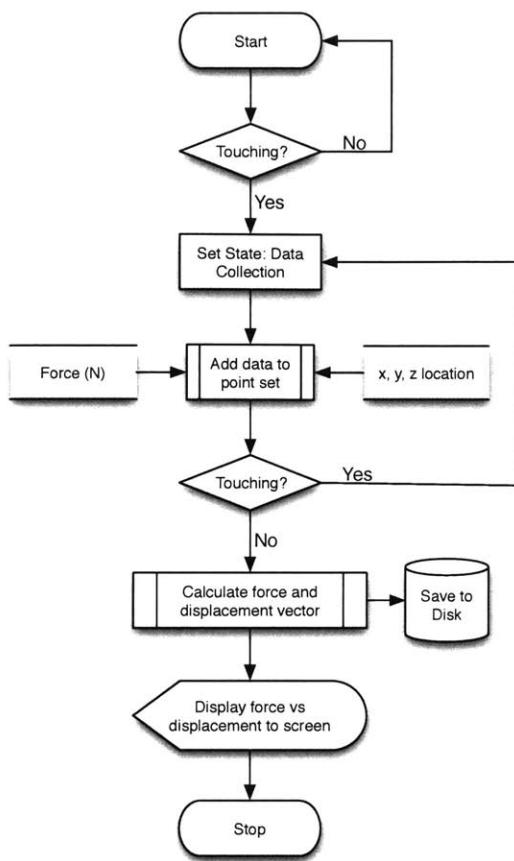 Start
Touching?
No
Yes
Set State: Data
Collection
Force (N)
Add data to
point set
x, y, z location
Touching?
Yes
No
Calculate force and
displacement vector
Save to
Disk
Display force vs
displacement to screen
Stop